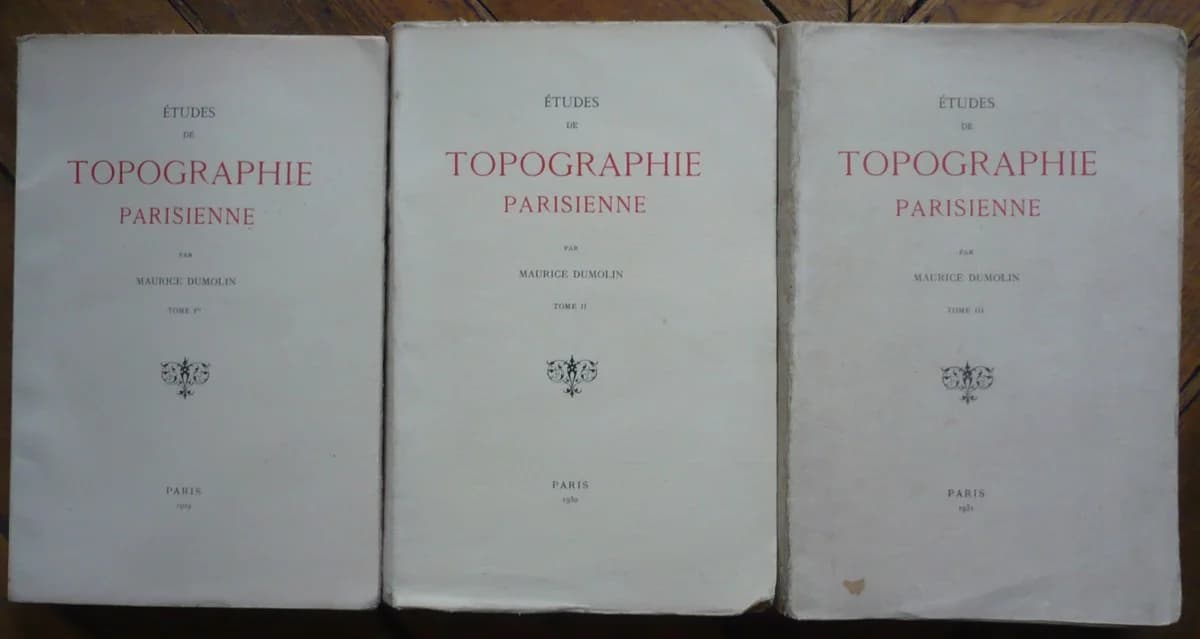 ÉTUDES
DE
TOPOGRAPHIE
PARISIENNE
PAR
MAURICE DUMOLIN
TOME Iᵉʳ
PARIS
1929
ÉTUDES
DE
TOPOGRAPHIE
PARISIENNE
PAR
MAURICE DUMOLIN
TOME II
PARIS
1930
ÉTUDES
DE
TOPOGRAPHIE
PARISIENNE
PAR
MAURICE DUMOLIN
TOME III
PARIS
1931